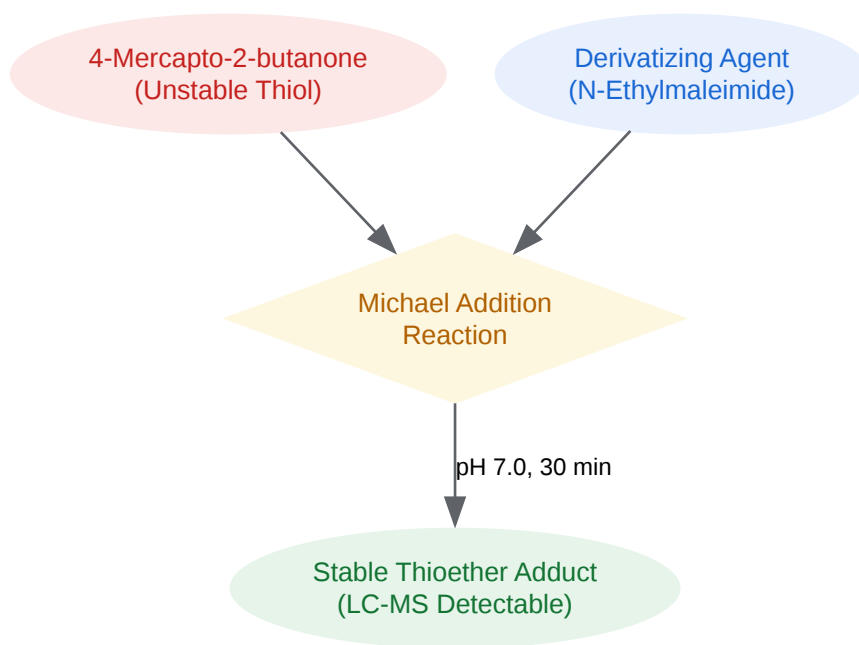 4-Mercapto-2-butanone
(Unstable Thiol)
Derivatizing Agent
(N-Ethylmaleimide)
Michael Addition
Reaction
pH 7.0, 30 min
Stable Thioether Adduct
(LC-MS Detectable)